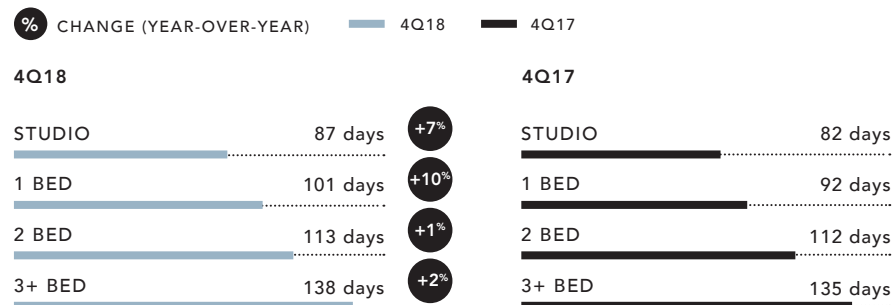 % CHANGE (YEAR-OVER-YEAR) 4Q18 4Q17
4Q18 4Q17
STUDIO 87 days +7% STUDIO 82 days
1 BED 101 days +10% 1 BED 92 days
2 BED 113 days +1% 2 BED 112 days
3+ BED 138 days +2% 3+ BED 135 days